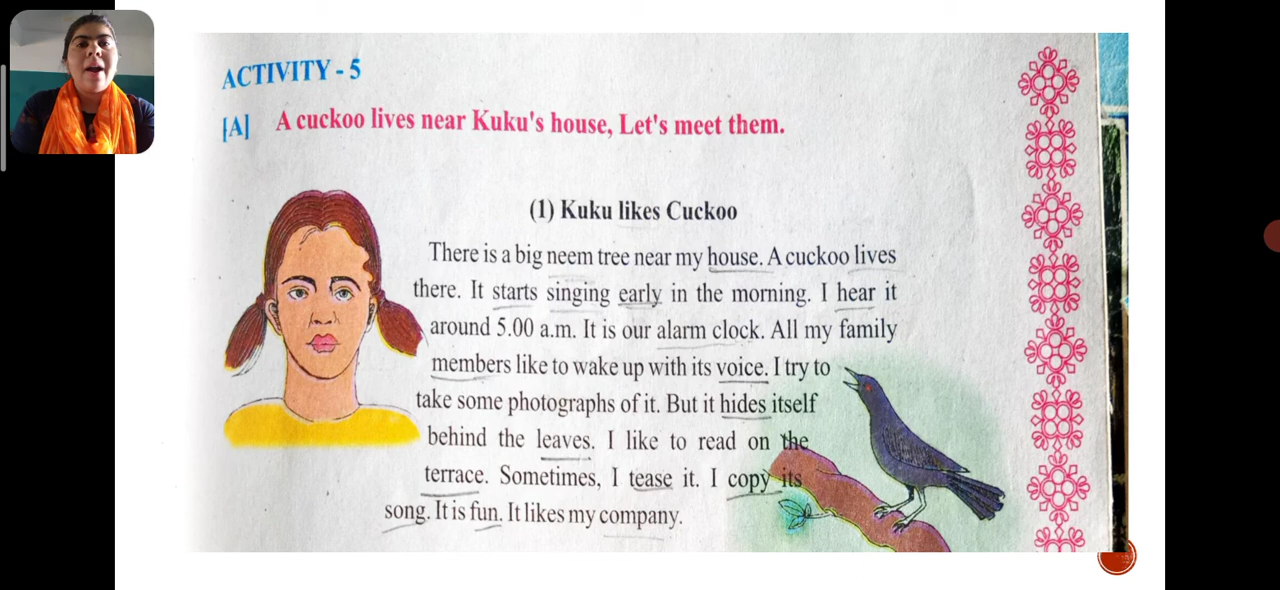 ACTIVITY - 5
[A] A cuckoo lives near Kuku's house, Let's meet them.
(1) Kuku likes Cuckoo
There is a big neem tree near my house. A cuckoo lives
there. It starts singing early in the morning. I hear it
around 5.00 a.m. It is our alarm clock. All my family
members like to wake up with its voice. I try to
take some photographs of it. But it hides itself
behind the leaves. I like to read on the
terrace. Sometimes, I tease it. I copy its
song. It is fun. It likes my company.